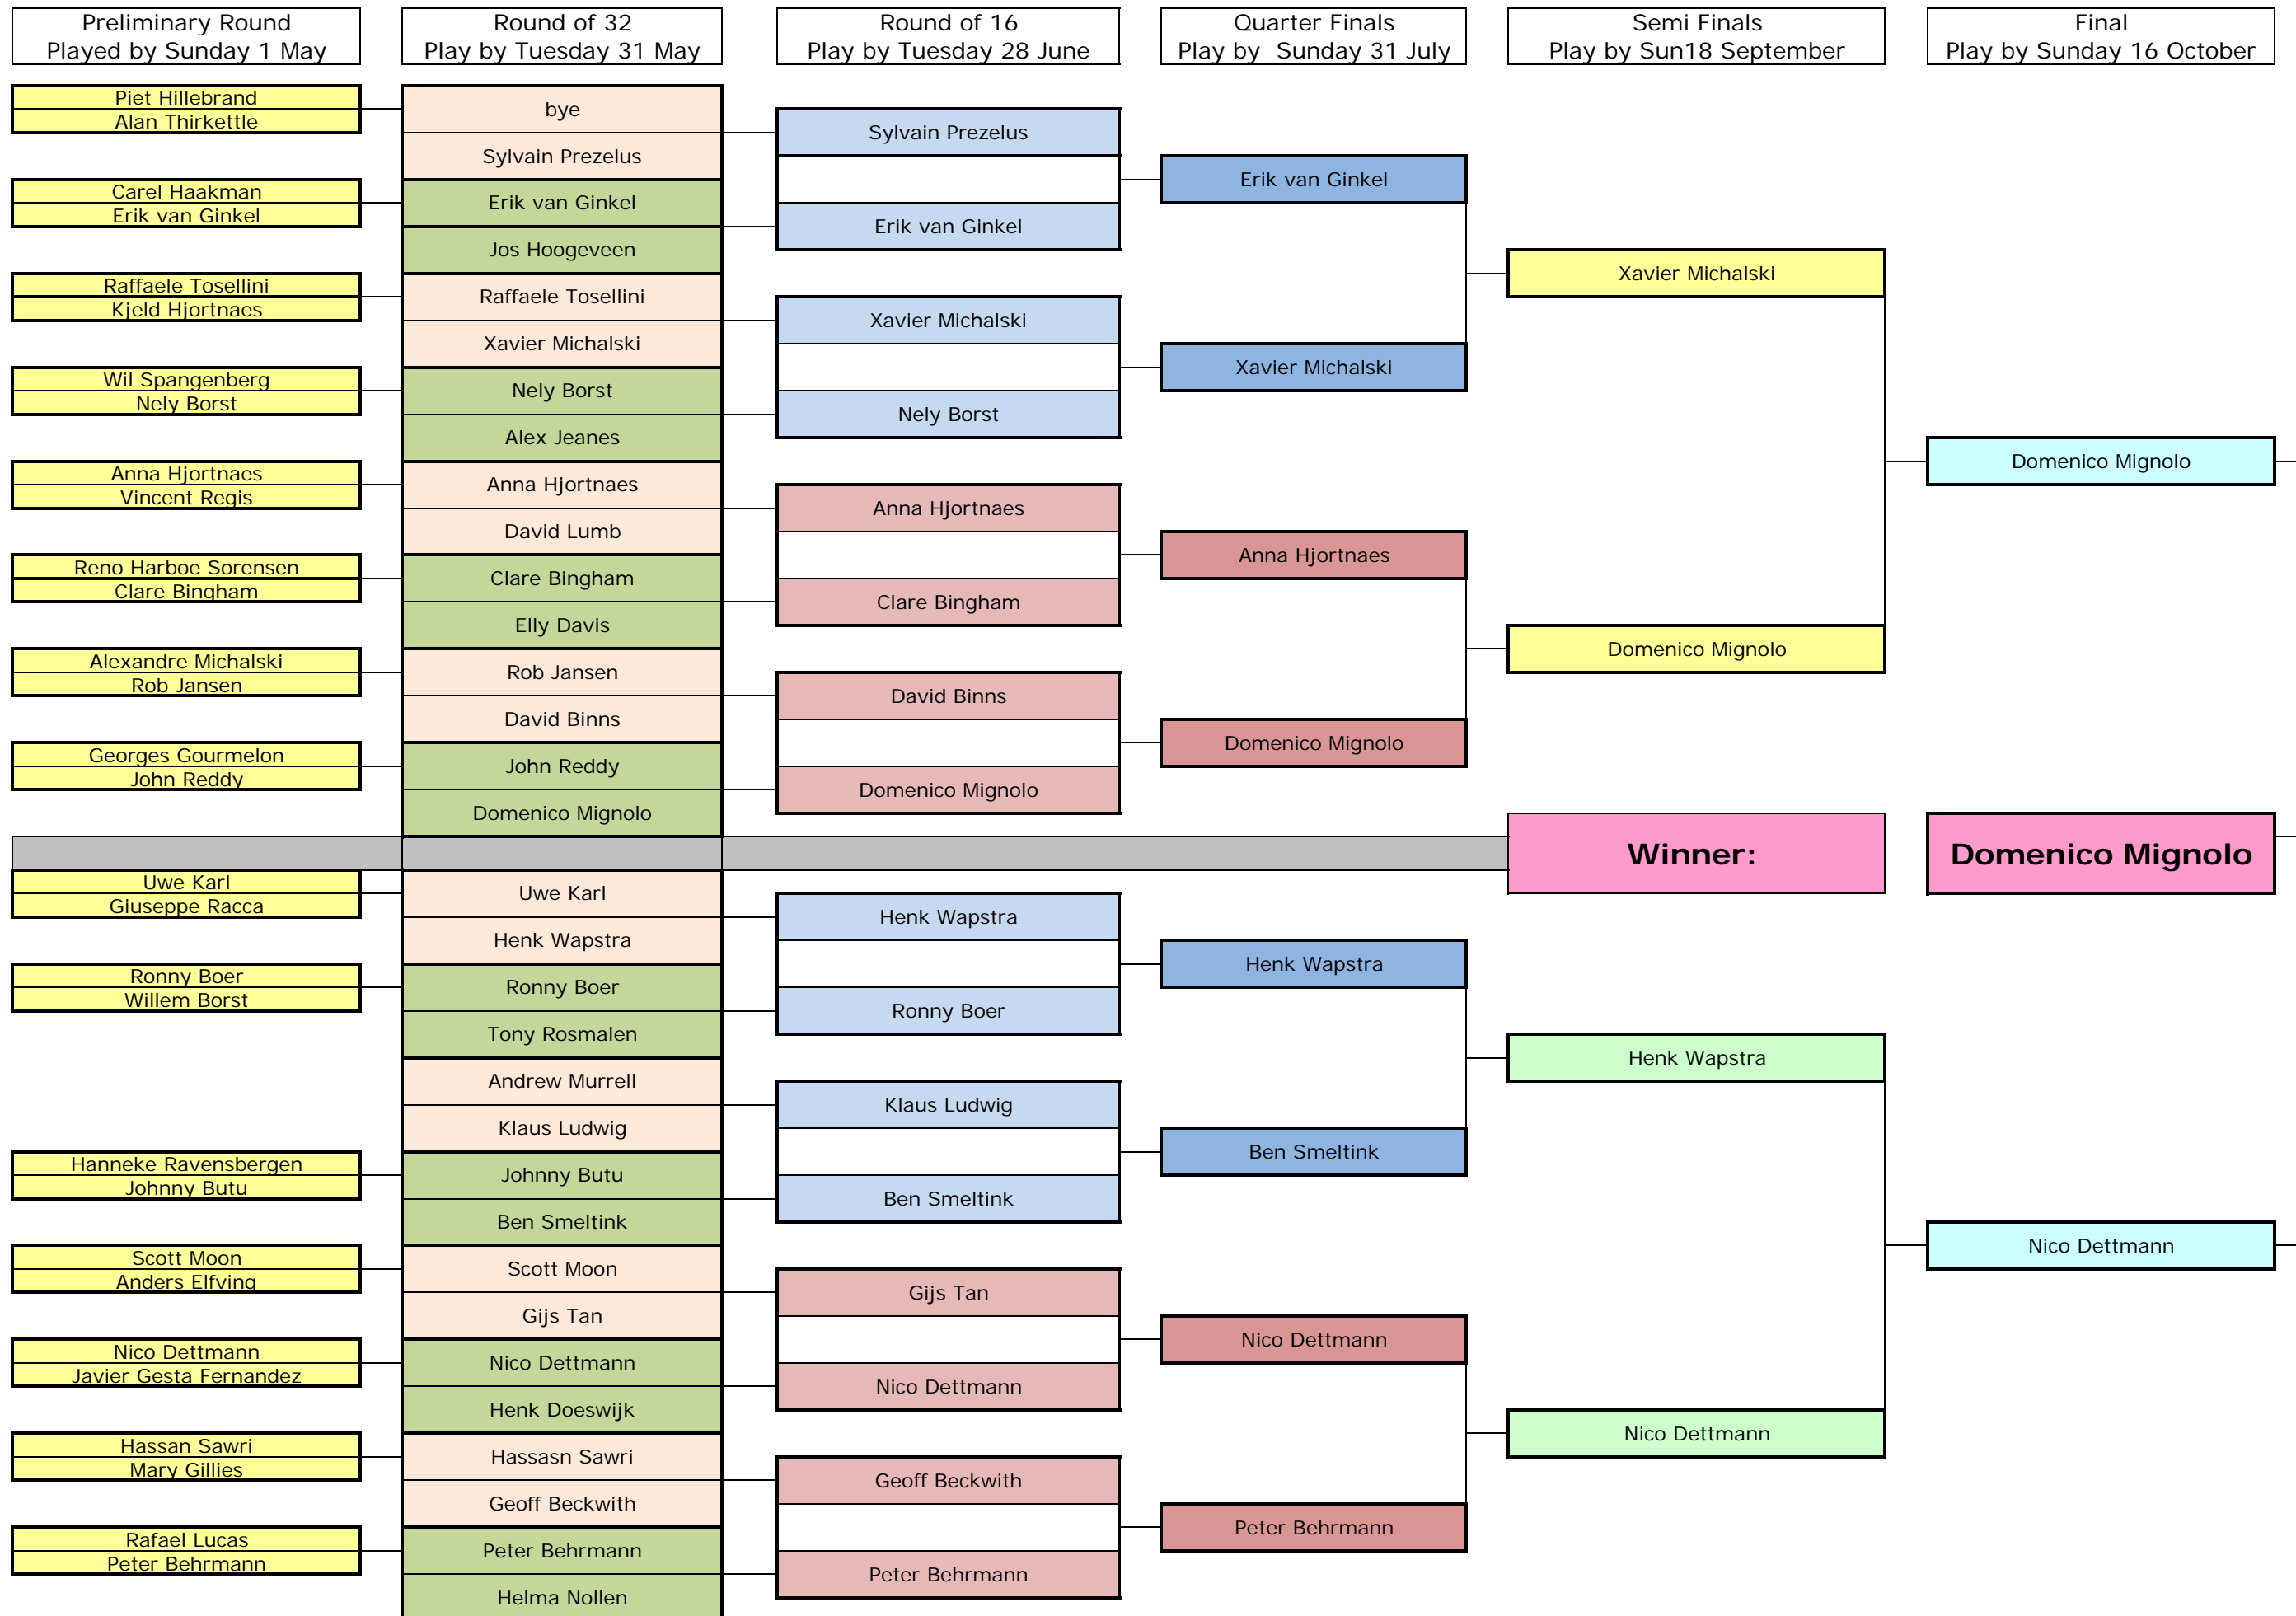 Preliminary Round
Played by Sunday 1 May
Round of 32
Play by Tuesday 31 May
Round of 16
Play by Tuesday 28 June
Quarter Finals
Play by  Sunday 31 July
Semi Finals
Play by Sun18 September
Final
Play by Sunday 16 October
Piet Hillebrand
Alan Thirkettle
Carel Haakman
Erik van Ginkel
Raffaele Tosellini
Kjeld Hjortnaes
Wil Spangenberg
Nely Borst
Anna Hjortnaes
Vincent Regis
Reno Harboe Sorensen
Clare Bingham
Alexandre Michalski
Rob Jansen
Georges Gourmelon
John Reddy
Uwe Karl
Giuseppe Racca
Ronny Boer
Willem Borst
Hanneke Ravensbergen
Johnny Butu
Scott Moon
Anders Elfving
Nico Dettmann
Javier Gesta Fernandez
Hassan Sawri
Mary Gillies
Rafael Lucas
Peter Behrmann
bye
Sylvain Prezelus
Erik van Ginkel
Jos Hoogeveen
Raffaele Tosellini
Xavier Michalski
Nely Borst
Alex Jeanes
Anna Hjortnaes
David Lumb
Clare Bingham
Elly Davis
Rob Jansen
David Binns
John Reddy
Domenico Mignolo
Uwe Karl
Henk Wapstra
Ronny Boer
Tony Rosmalen
Andrew Murrell
Klaus Ludwig
Johnny Butu
Ben Smeltink
Scott Moon
Gijs Tan
Nico Dettmann
Henk Doeswijk
Hassasn Sawri
Geoff Beckwith
Peter Behrmann
Helma Nollen
Sylvain Prezelus
Erik van Ginkel
Xavier Michalski
Nely Borst
Anna Hjortnaes
Clare Bingham
David Binns
Domenico Mignolo
Henk Wapstra
Ronny Boer
Klaus Ludwig
Ben Smeltink
Gijs Tan
Nico Dettmann
Geoff Beckwith
Peter Behrmann
Erik van Ginkel
Xavier Michalski
Anna Hjortnaes
Domenico Mignolo
Henk Wapstra
Ben Smeltink
Nico Dettmann
Peter Behrmann
Xavier Michalski
Domenico Mignolo
Winner:
Henk Wapstra
Nico Dettmann
Domenico Mignolo
Domenico Mignolo
Nico Dettmann